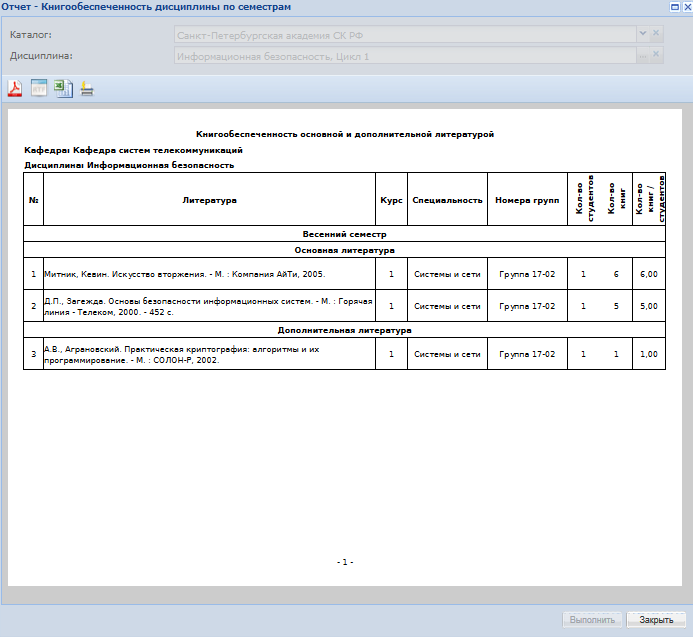 Отчет - Книгообеспеченность дисциплины по семестрам
Каталог: Санкт-Петербургская академия СК РФ
Дисциплина: Информационная безопасность, Цикл 1
Книгообеспеченность основной и дополнительной литературой
Кафедра: Кафедра систем телекоммуникаций
Дисциплина: Информационная безопасность
№ Литература Курс Специальность Номера групп Кол-во студентов Кол-во книг Кол-во книг / студентов
Весенний семестр
Основная литература
1 Митник, Кевин. Искусство вторжения. - М. : Компания АйТи, 2005. 1 Системы и сети Группа 17-02 1 6 6,00
2 Д.П., Загежда. Основы безопасности информационных систем. - М. : Горячая
линия - Телеком, 2000. - 452 с. 1 Системы и сети Группа 17-02 1 5 5,00
Дополнительная литература
3 А.В., Аграновский. Практическая криптография: алгоритмы и их
программирование. - М. : СОЛОН-Р, 2002. 1 Системы и сети Группа 17-02 1 1 1,00
- 1 -
Выполнить Закрыть